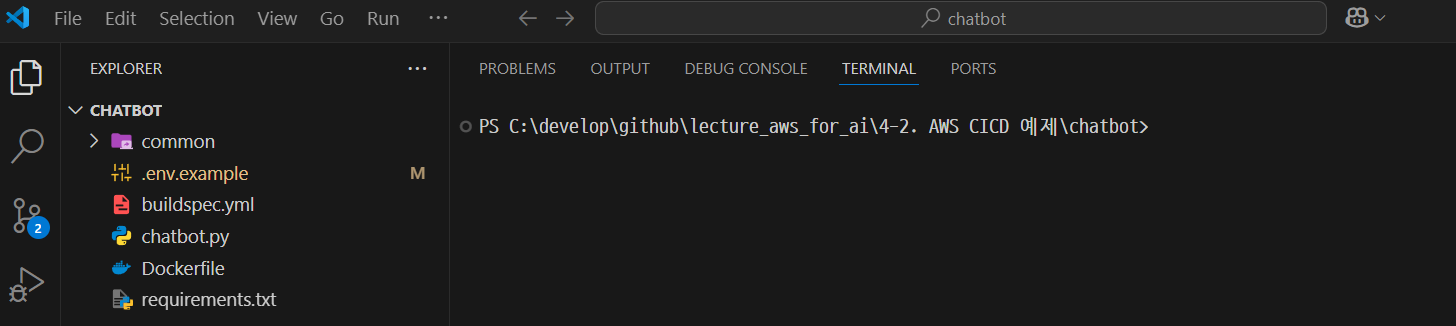 File Edit Selection View Go Run ··· chatbot
EXPLORER ···
PROBLEMS OUTPUT DEBUG CONSOLE TERMINAL PORTS
CHATBOT
common
.env.example M
buildspec.yml
chatbot.py
Dockerfile
requirements.txt
2
PS C:\develop\github\lecture_aws_for_ai\4-2. AWS CICD 예제\chatbot>